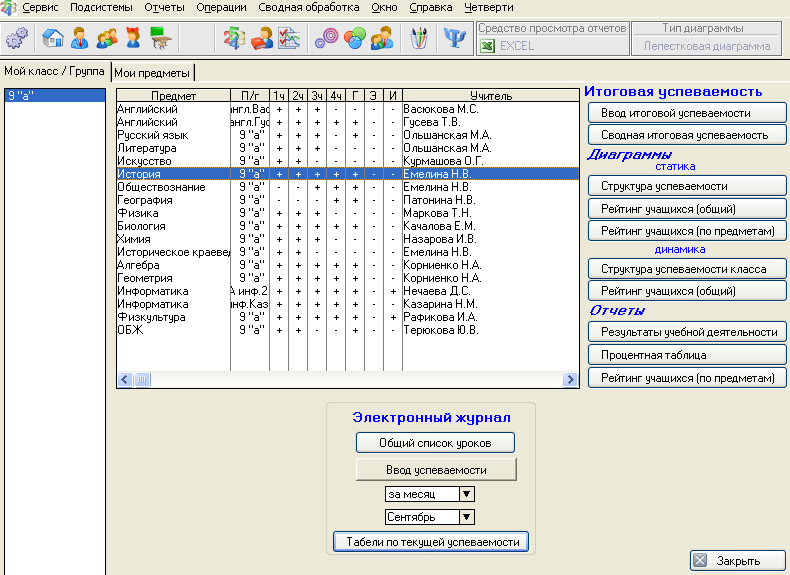 Сервис Подсистемы Отчеты Операции Сводная обработка Окно Справка Четверти
Средство просмотра отчетов
EXCEL
Тип диаграммы
Лепестковая диаграмма
Мой класс / Группа Мои предметы
9 "а"
Предмет П/г 1ч 2ч 3ч 4ч Г Э И Учитель
Английский нгл.Вас + + + - - - - Васюкова М.С.
Английский англ.Гус + + + + + - - Гусева Т.В.
Русский язык 9 "а" + + + + + - - Ольшанская М.А.
Литература 9 "а" + + + - - - - Ольшанская М.А.
Искусство 9 "а" + + - - - - - Курмашова О.Г.
История 9 "а" + + + + + - - Емелина Н.В.
Обществознание 9 "а" - - + + + - - Емелина Н.В.
География 9 "а" - - - + + - - Патонина Н.В.
Физика 9 "а" + + + - - - - Маркова Т.Н.
Биология 9 "а" + + + + + - - Качалова Е.М.
Химия 9 "а" + + + - - - - Назарова И.В.
Историческое краевед 9 "а" + + - - - - - Емелина Н.В.
Алгебра 9 "а" + + + + + - - Корниенко Н.А.
Геометрия 9 "а" + + + + + - - Корниенко Н.А.
Информатика А инф.2 + + + + + - + Нечаева Д.С.
Информатика инф.Каз + + + + + - - Казарина Н.М.
Физкультура 9 "а" + + + + + - + Рафикова И.А.
ОБЖ 9 "а" + + - - + - - Терюкова Ю.В.
Итоговая успеваемость
Ввод итоговой успеваемости
Сводная итоговая успеваемость
Диаграммы
статика
Структура успеваемости
Рейтинг учащихся (общий)
Рейтинг учащихся (по предметам)
динамика
Структура успеваемости класса
Рейтинг учащихся (общий)
Отчеты
Результаты учебной деятельности
Процентная таблица
Рейтинг учащихся (по предметам)
Электронный журнал
Общий список уроков
Ввод успеваемости
за месяц
Сентябрь
Табели по текущей успеваемости
Закрыть